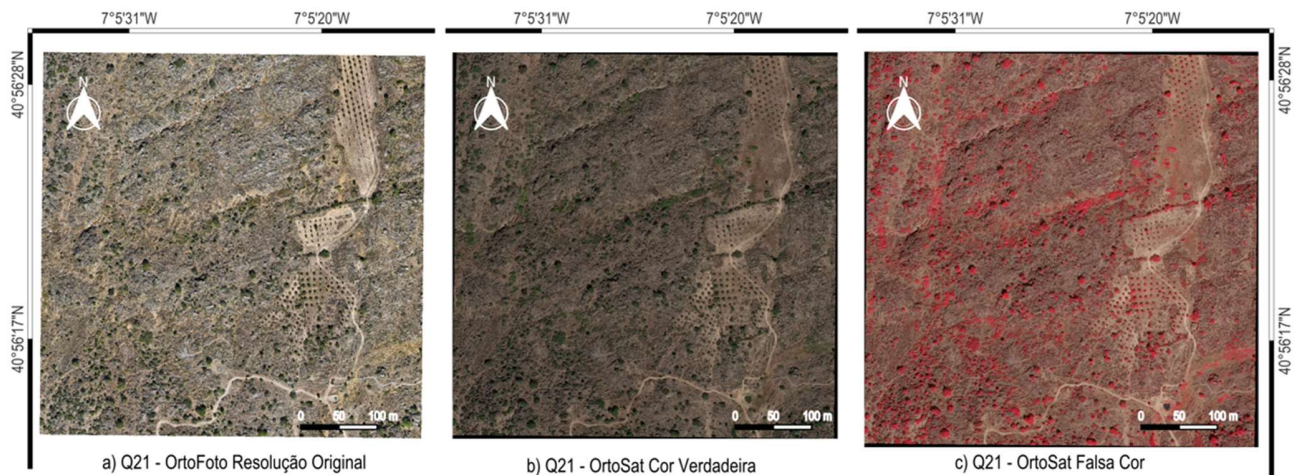 7°5'31"W 7°5'20"W 7°5'31"W 7°5'20"W 7°5'31"W 7°5'20"W
40°56'28"N
40°56'28"N
N
N
N
40°56'17"N
40°56'17"N
0 50 100 m
0 50 100 m
0 50 100 m
a) Q21 - OrtoFoto Resolução Original
b) Q21 - OrtoSat Cor Verdadeira
c) Q21 - OrtoSat Falsa Cor